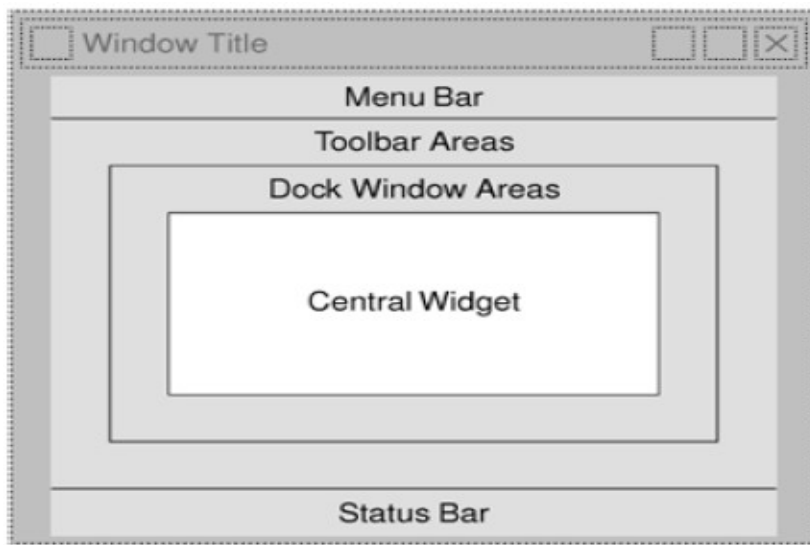 Window Title
Menu Bar
Toolbar Areas
Dock Window Areas
Central Widget
Status Bar